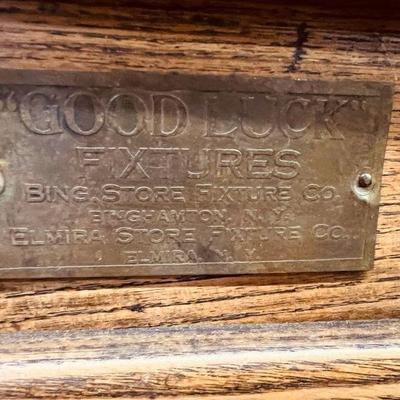 "GOOD LUCK"
FIXTURES
BING. STORE FIXTURE CO.
BINGHAMTON, N. Y.
ELMIRA STORE FIXTURE CO.,
ELMIRA, N. Y.